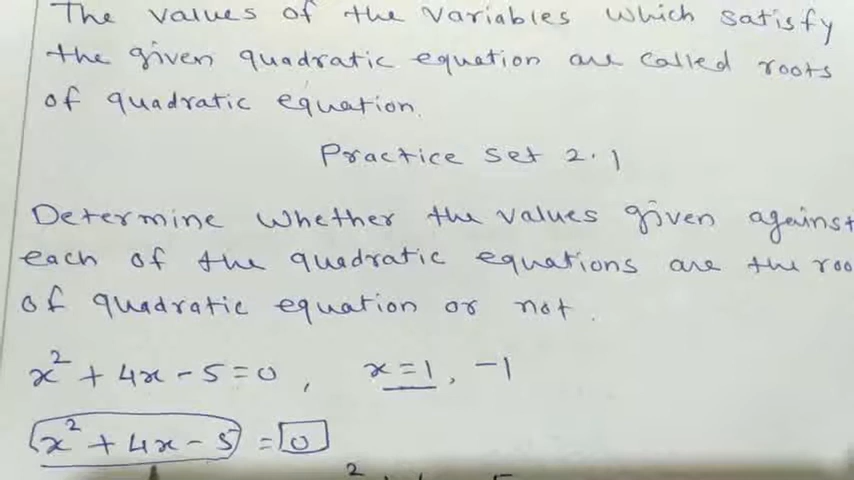 The values of the variables which satisfy
the given quadratic equation are called roots
of quadratic equation.
Practice set 2.1
Determine whether the values given against
each of the quadratic equations are the roo
of quadratic equation or not.
x² + 4x - 5 = 0, x = 1, -1
x² + 4x - 5 = 0